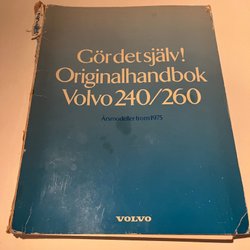 Gör det själv!
Originalhandbok
Volvo 240/260
Årsmodeller from 1975
VOLVO